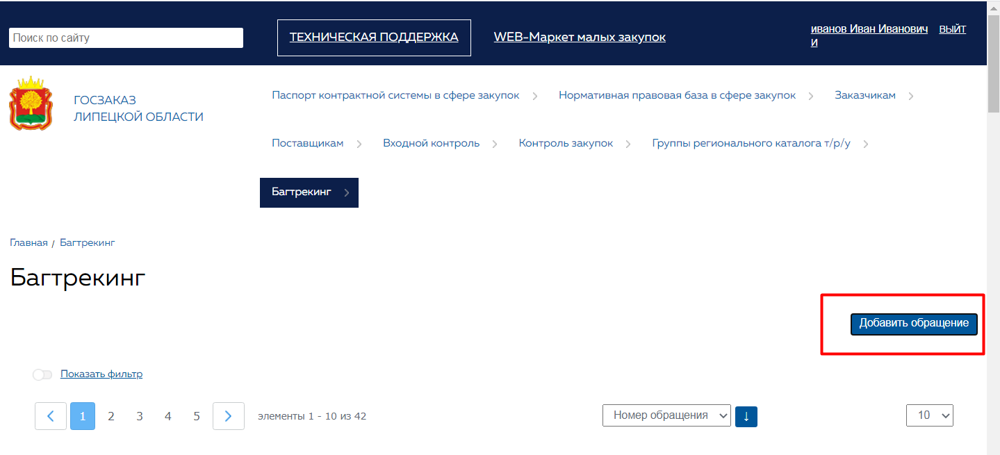 Поиск по сайту
ТЕХНИЧЕСКАЯ ПОДДЕРЖКА
WEB-Маркет малых закупок
иванов Иван Иванович
и
ВЫЙТ
ГОСЗАКАЗ
ЛИПЕЦКОЙ ОБЛАСТИ
Паспорт контрактной системы в сфере закупок
Нормативная правовая база в сфере закупок
Заказчикам
Поставщикам
Входной контроль
Контроль закупок
Группы регионального каталога т/р/у
Багтрекинг
Главная / Багтрекинг
Багтрекинг
Добавить обращение
Показать фильтр
1 2 3 4 5
элементы 1 - 10 из 42
Номер обращения
↓
10